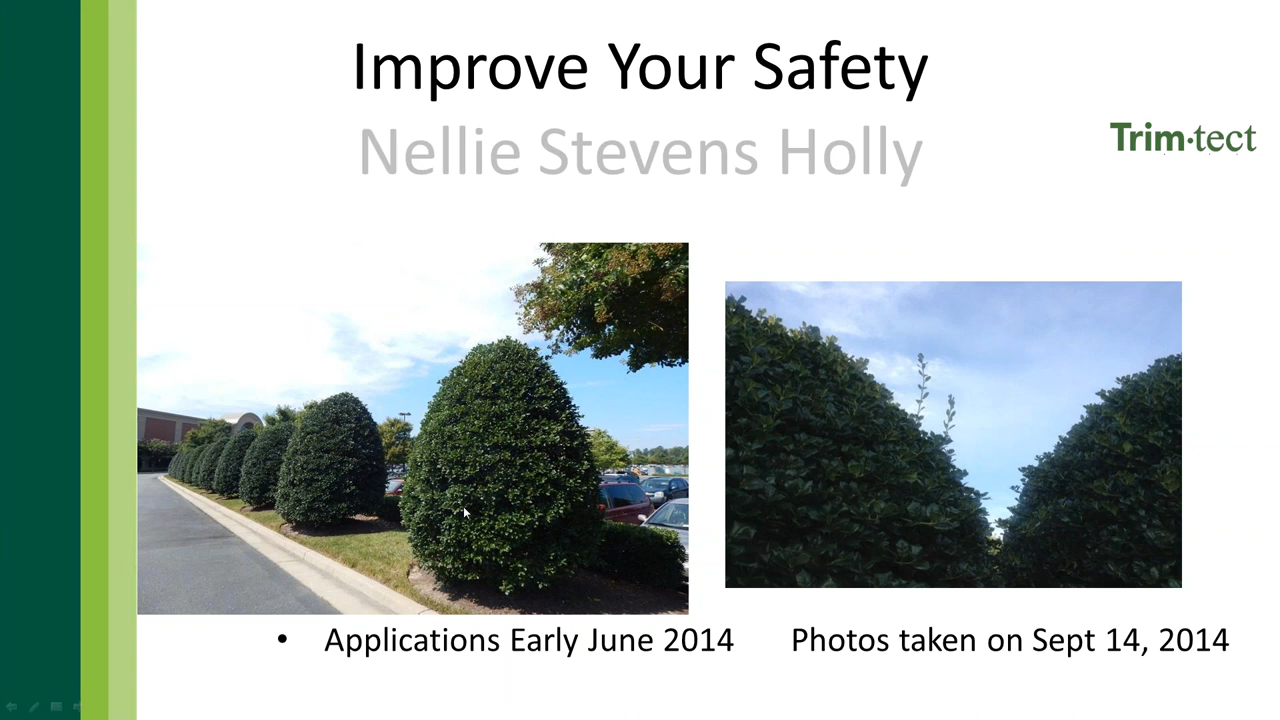 Improve Your Safety
Nellie Stevens Holly
Trim·tect
• Applications Early June 2014
Photos taken on Sept 14, 2014